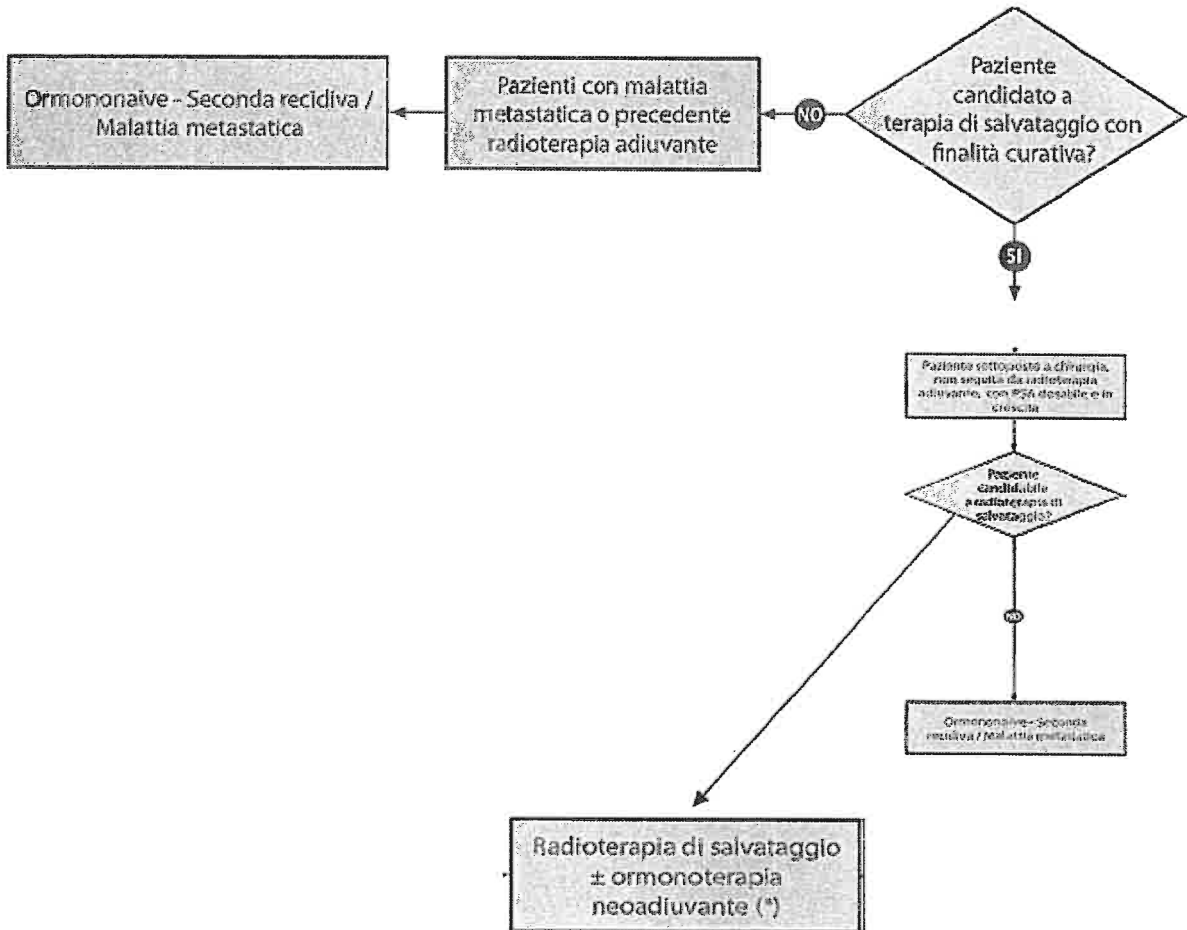 Paziente
candidato a
terapia di salvataggio con
finalità curativa?
NO
Pazienti con malattia
metastatica o precedente
radioterapia adiuvante
Ormononaive - Seconda recidiva /
Malattia metastatica
SI
Paziente sottoposto a chirurgia,
non seguita da radioterapia
adiuvante, con PSA dosabile e in
crescita
Paziente
candidabile
a radioterapia di
salvataggio?
NO
Ormononaive - Seconda
recidiva / Malattia metastatica
Radioterapia di salvataggio
± ormonoterapia
neoadiuvante (*)